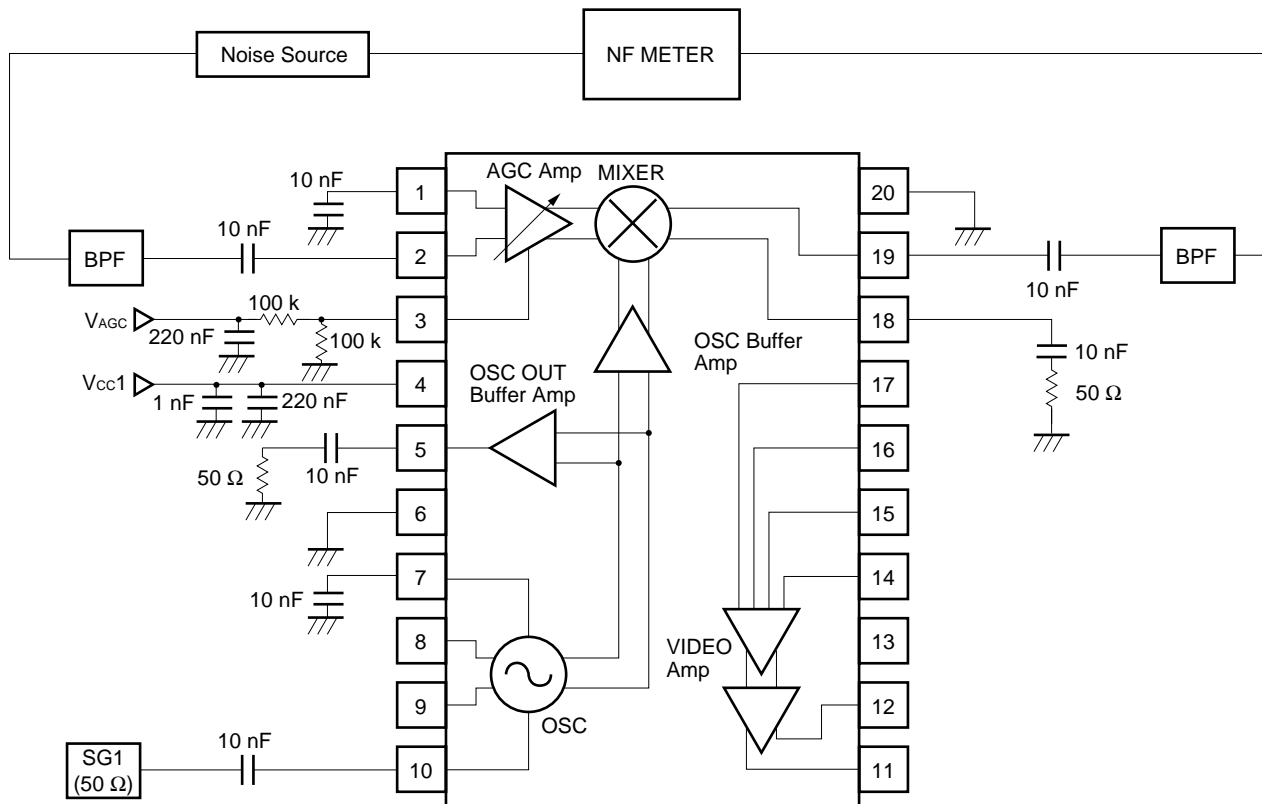 Noise Source
NF METER
AGC Amp
MIXER
10 nF
1
20
10 nF
BPF
2
19
BPF
10 nF
VAGC
100 k
3
18
220 nF
100 k
OSC Buffer
Amp
10 nF
50 Ω
VCC1
4
17
1 nF
220 nF
OSC OUT
Buffer Amp
5
16
50 Ω
10 nF
6
15
7
14
10 nF
8
13
VIDEO
Amp
9
12
OSC
10 nF
SG1
(50 Ω)
10
11